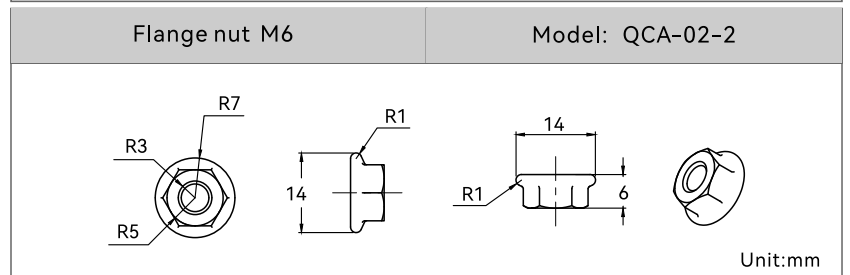 Flange nut M6
Model: QCA-02-2
R7
R3
R5
R1
14
14
R1
6
Unit:mm